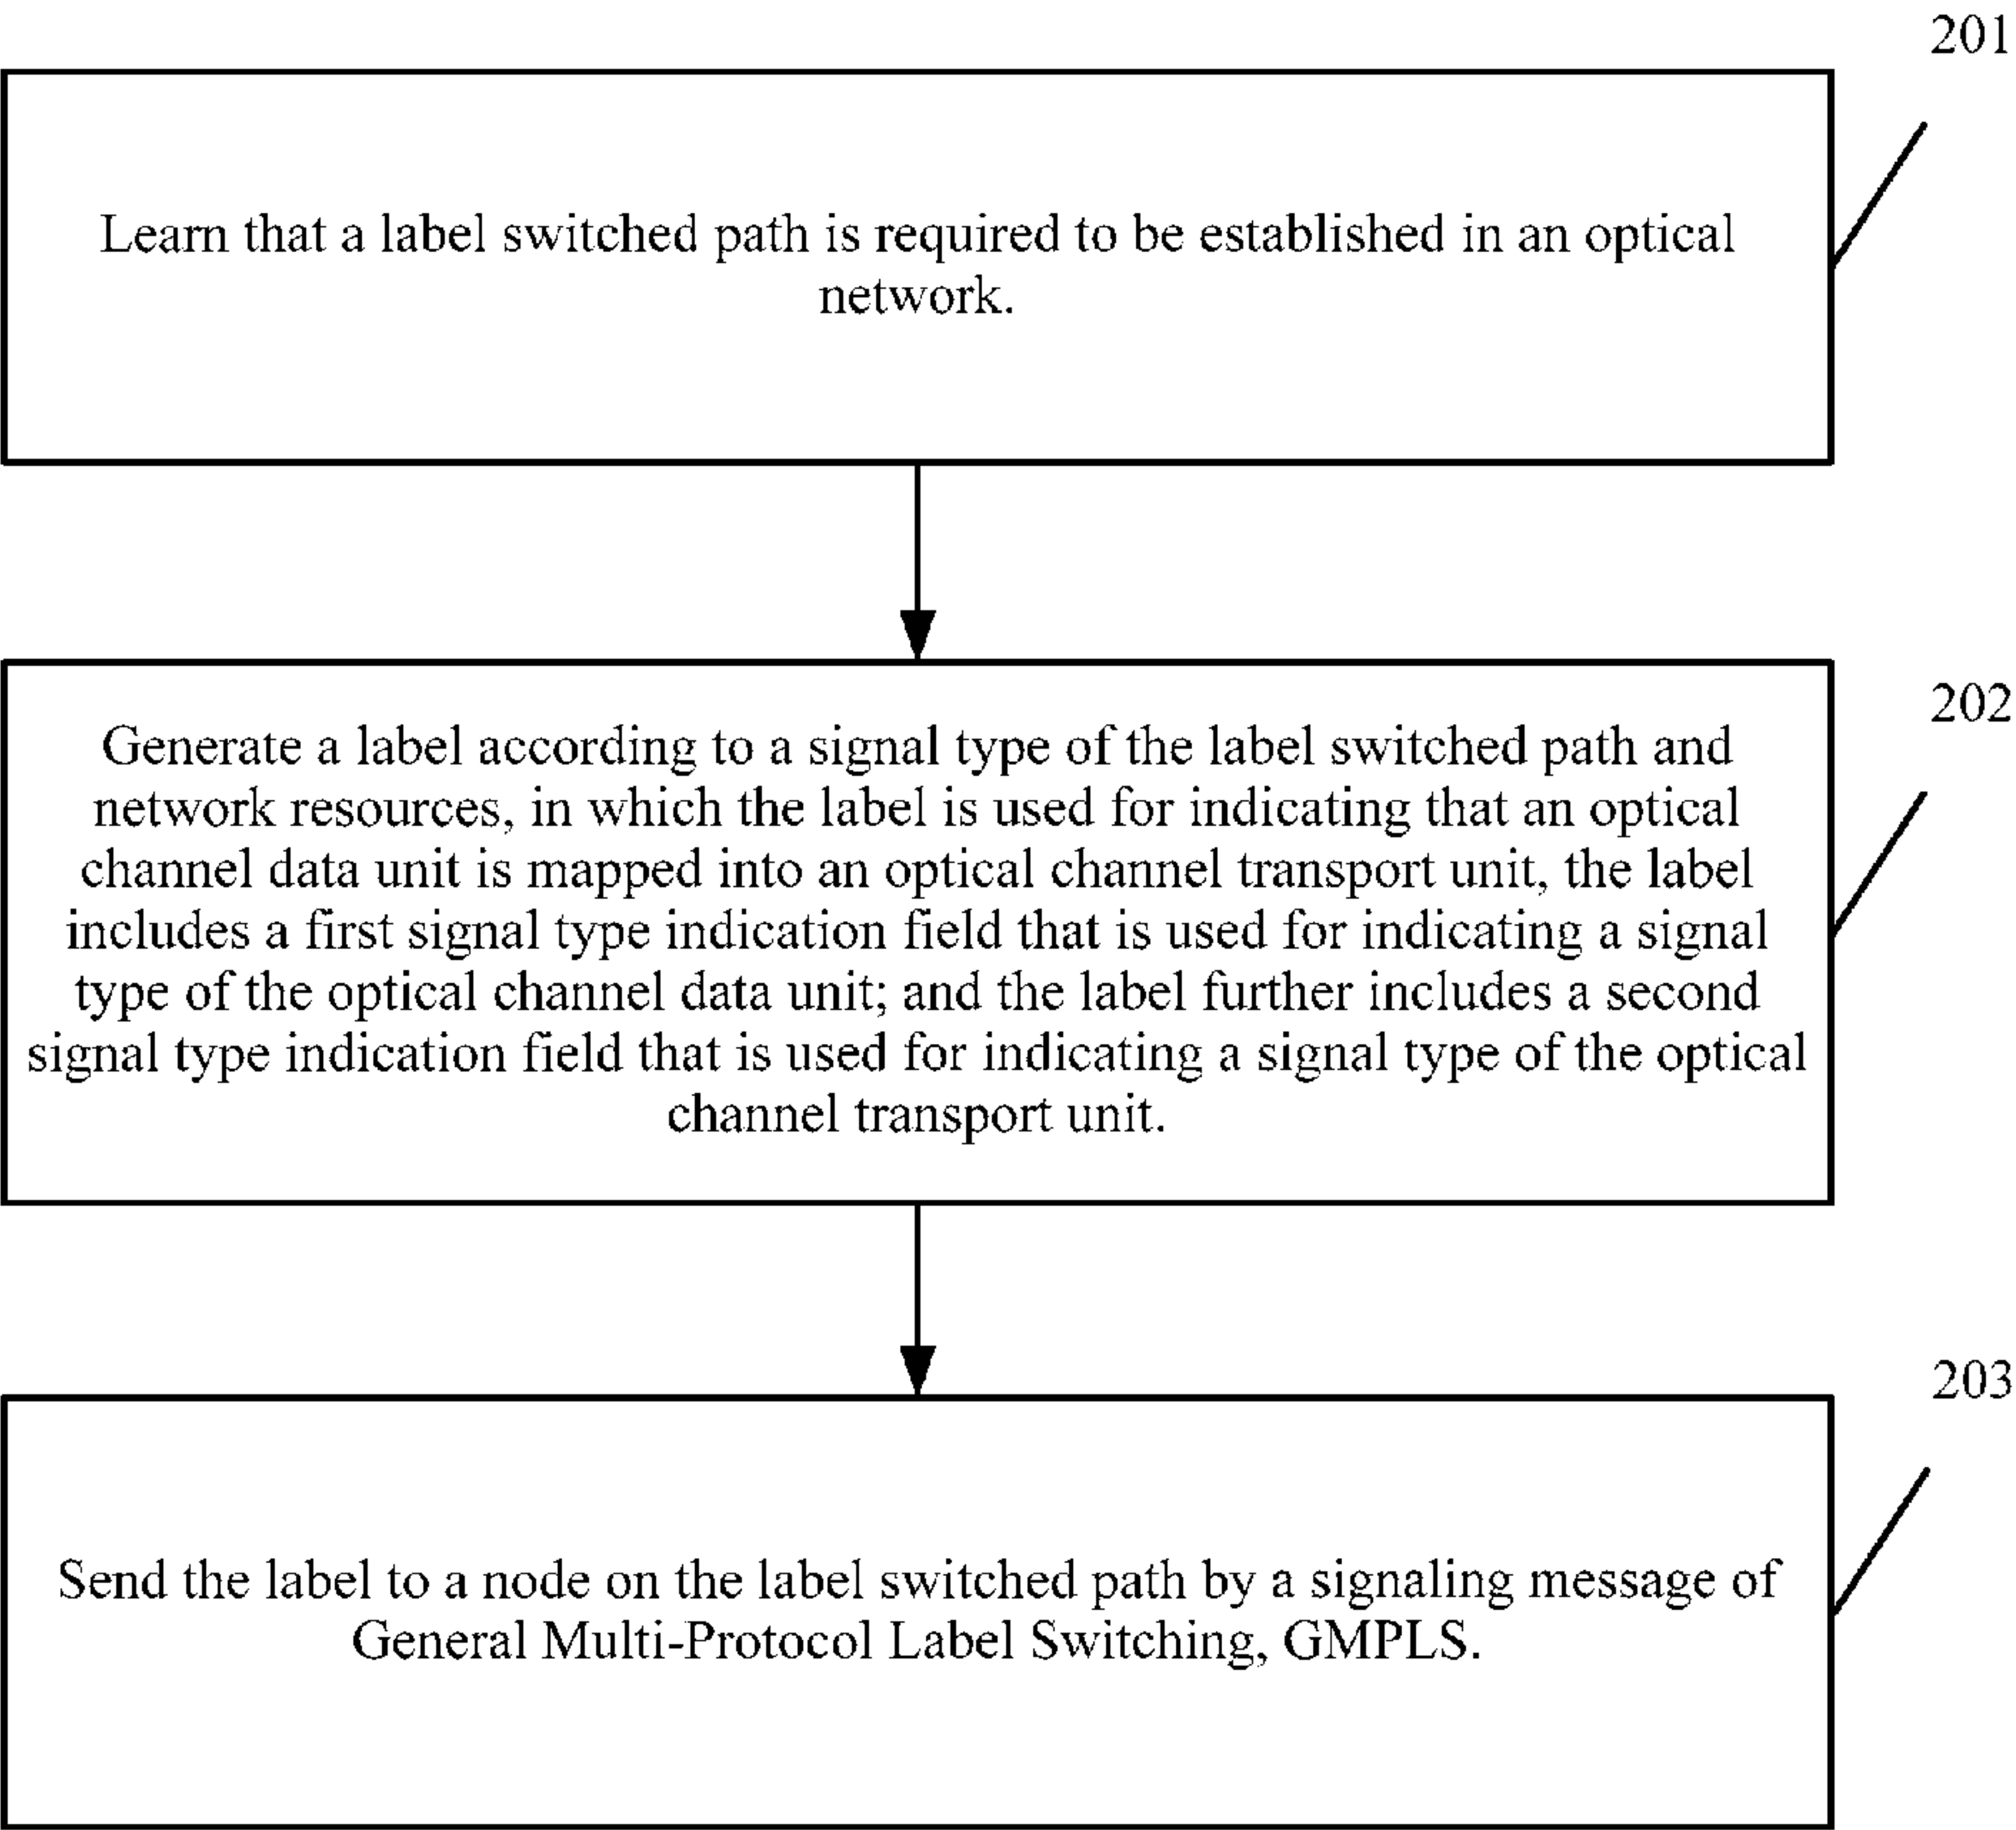 201
Learn that a label switched path is required to be established in an optical
network.
202
Generate a label according to a signal type of the label switched path and
network resources, in which the label is used for indicating that an optical
channel data unit is mapped into an optical channel transport unit, the label
includes a first signal type indication field that is used for indicating a signal
type of the optical channel data unit; and the label further includes a second
signal type indication field that is used for indicating a signal type of the optical
channel transport unit.
203
Send the label to a node on the label switched path by a signaling message of
General Multi-Protocol Label Switching, GMPLS.